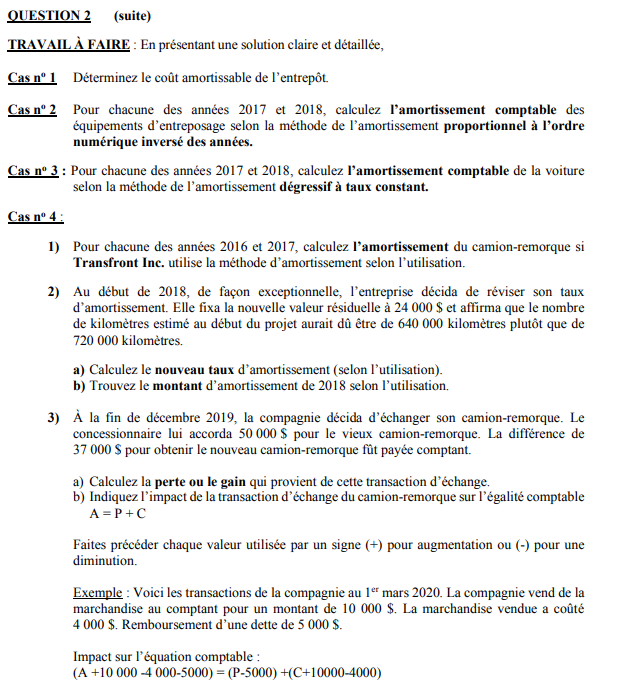 QUESTION 2 (suite)
TRAVAIL À FAIRE : En présentant une solution claire et détaillée,
Cas nº 1 Déterminez le coût amortissable de l’entrepôt.
Cas nº 2 Pour chacune des années 2017 et 2018, calculez l’amortissement comptable des
équipements d’entreposage selon la méthode de l’amortissement proportionnel à l’ordre
numérique inversé des années.
Cas nº 3 : Pour chacune des années 2017 et 2018, calculez l’amortissement comptable de la voiture
selon la méthode de l’amortissement dégressif à taux constant.
Cas nº 4 :
1) Pour chacune des années 2016 et 2017, calculez l’amortissement du camion-remorque si
Transfront Inc. utilise la méthode d’amortissement selon l’utilisation.
2) Au début de 2018, de façon exceptionnelle, l’entreprise décida de réviser son taux
d’amortissement. Elle fixa la nouvelle valeur résiduelle à 24 000 $ et affirma que le nombre
de kilomètres estimé au début du projet aurait dû être de 640 000 kilomètres plutôt que de
720 000 kilomètres.
a) Calculez le nouveau taux d’amortissement (selon l’utilisation).
b) Trouvez le montant d’amortissement de 2018 selon l’utilisation.
3) À la fin de décembre 2019, la compagnie décida d’échanger son camion-remorque. Le
concessionnaire lui accorda 50 000 $ pour le vieux camion-remorque. La différence de
37 000 $ pour obtenir le nouveau camion-remorque fût payée comptant.
a) Calculez la perte ou le gain qui provient de cette transaction d’échange.
b) Indiquez l’impact de la transaction d’échange du camion-remorque sur l’égalité comptable
A = P + C
Faites précéder chaque valeur utilisée par un signe (+) pour augmentation ou (-) pour une
diminution.
Exemple : Voici les transactions de la compagnie au 1er mars 2020. La compagnie vend de la
marchandise au comptant pour un montant de 10 000 $. La marchandise vendue a coûté
4 000 $. Remboursement d’une dette de 5 000 $.
Impact sur l’équation comptable :
(A +10 000 -4 000-5000) = (P-5000) +(C+10000-4000)